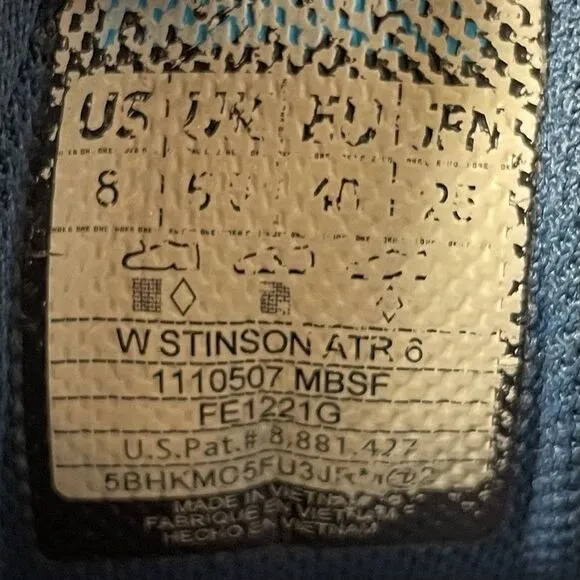 US UK EU JPN
8 40 25
W STINSON ATR 6
1110507 MBSF
FE1221G
U.S.Pat.# 8,881,427
MADE IN VIETNAM
FABRIQUE EN VIETNAM
HECHO EN VIETNAM